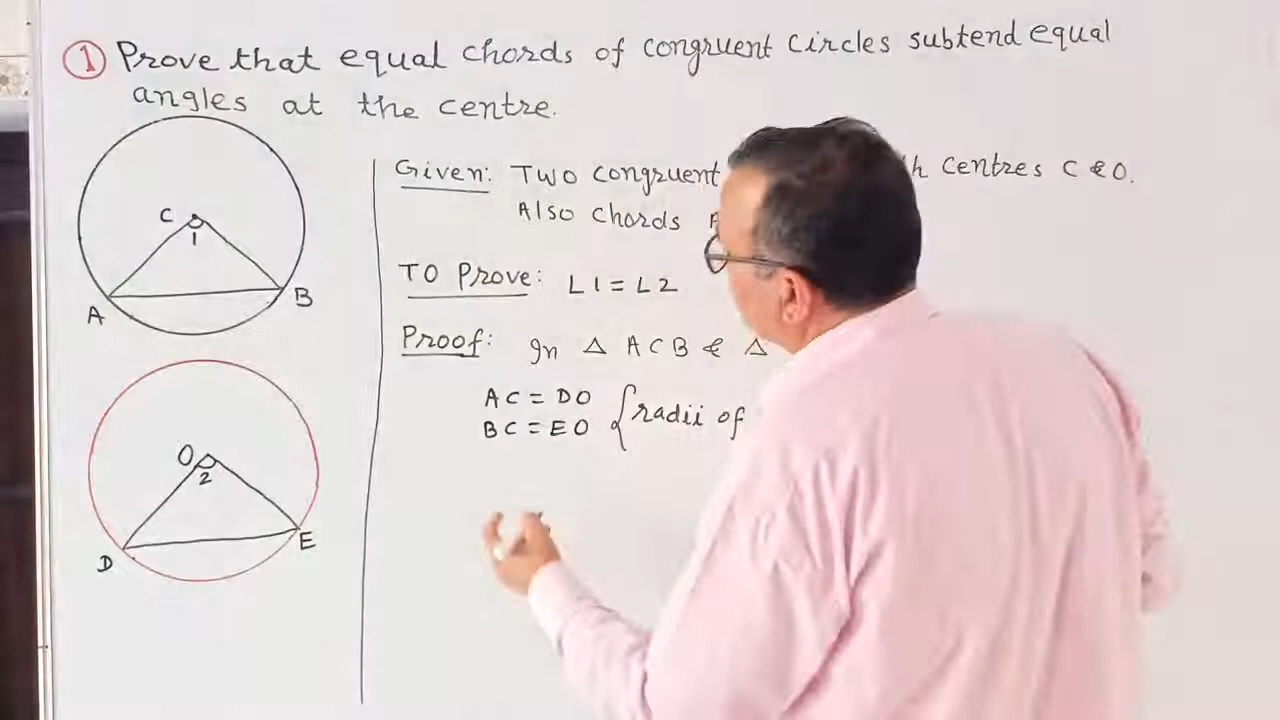 ① Prove that equal chords of congruent circles subtend equal
angles at the centre.
C
1
A
B
O
2
D
E
Given: Two congruent centres C & O.
Also chords
To Prove: ∠1 = ∠2
Proof: In △ ACB & △
AC = DO
BC = EO
{radii of